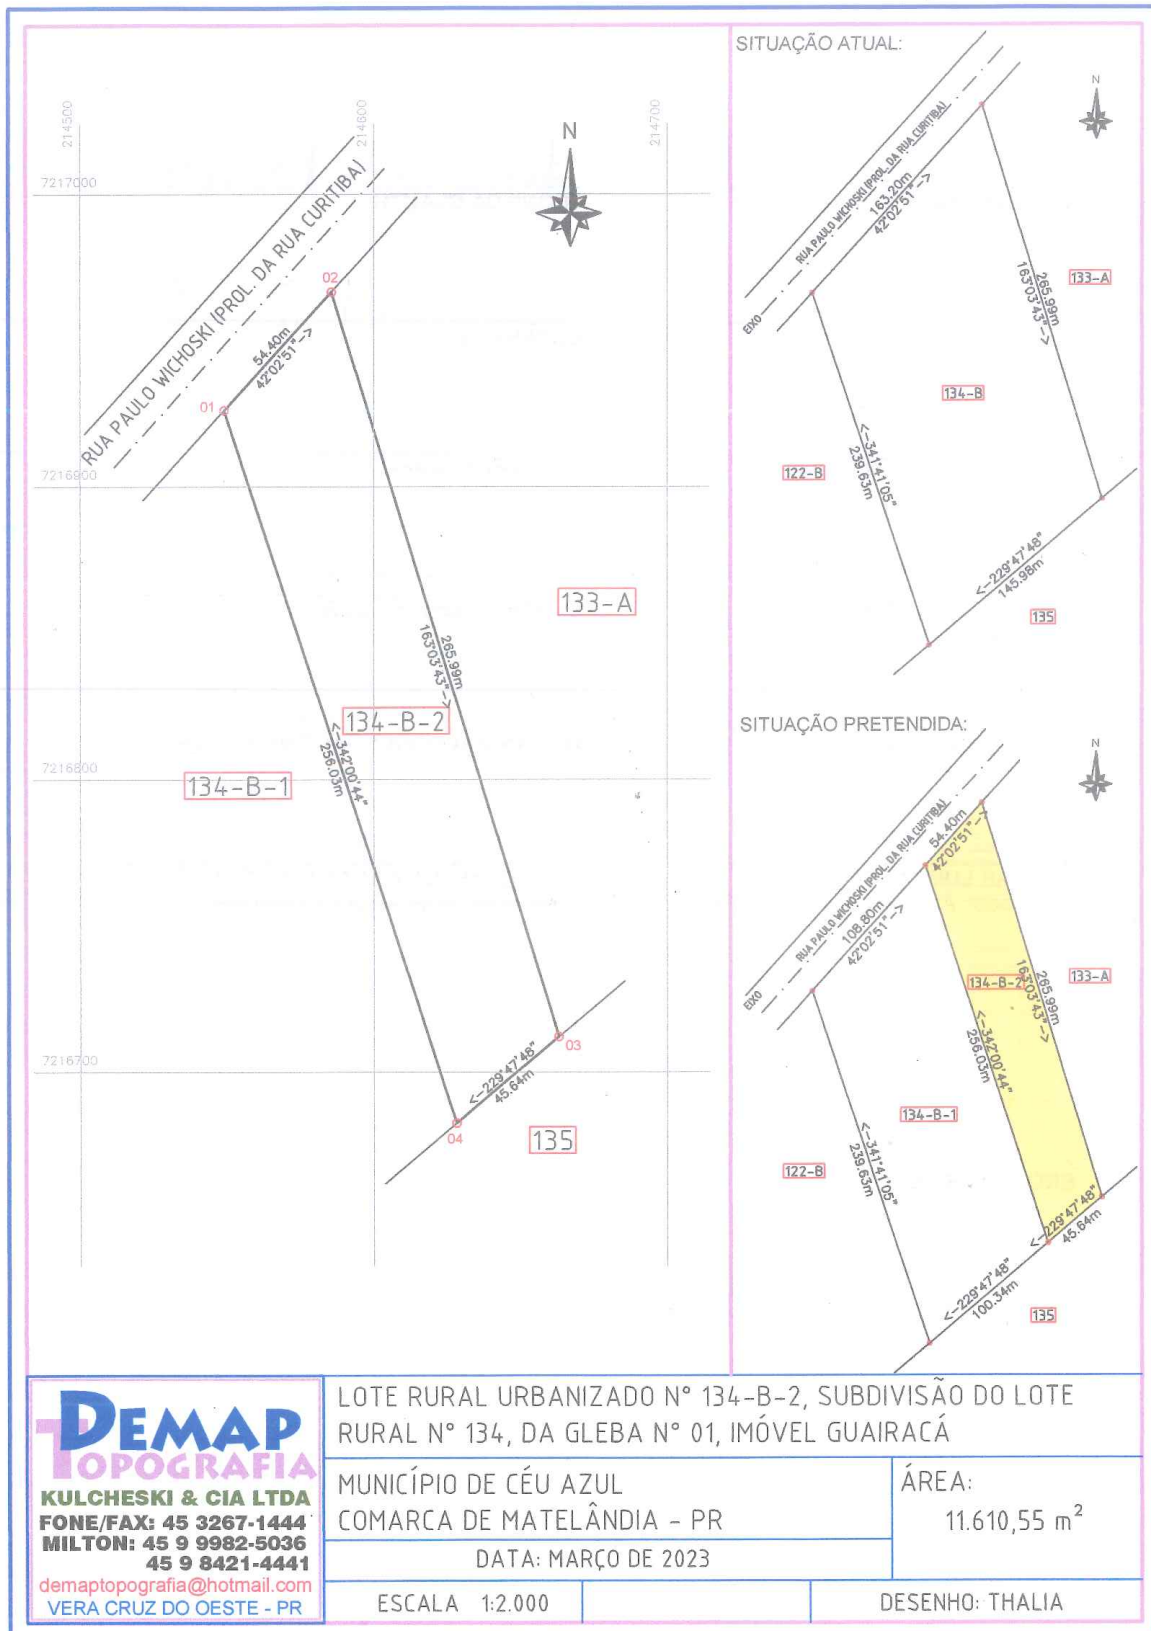 214500
214600
214700
7217000
7216900
7216800
7216700
N
RUA PAULO WICHOSKI (PROL. DA RUA CURITIBA)
02
54.40m
42°02'51"-->
01
133-A
265.99m
163°03'43"-->
134-B-2
134-B-1
<--342°00'44"
256.03m
03
<--229°47'48"
45.64m
04
135
SITUAÇÃO ATUAL:
N
RUA PAULO WICHOSKI (PROL. DA RUA CURITIBA)
EIXO
163.20m
42°02'51"-->
133-A
265.99m
163°03'43"-->
134-B
122-B
<--341°41'05"
239.63m
<--229°47'48"
145.98m
135
SITUAÇÃO PRETENDIDA:
N
RUA PAULO WICHOSKI (PROL. DA RUA CURITIBA)
EIXO
54.40m
42°02'51"-->
108.80m
42°02'51"-->
134-B-2
133-A
265.99m
163°03'43"-->
<--342°00'44"
256.03m
134-B-1
122-B
<--341°41'05"
239.63m
<--229°47'48"
45.64m
<--229°47'48"
100.34m
135
DEMAP
TOPOGRAFIA
KULCHESKI & CIA LTDA
FONE/FAX: 45 3267-1444
MILTON: 45 9 9982-5036
45 9 8421-4441
demaptopografia@hotmail.com
VERA CRUZ DO OESTE - PR
LOTE RURAL URBANIZADO N° 134-B-2, SUBDIVISÃO DO LOTE
RURAL N° 134, DA GLEBA N° 01, IMÓVEL GUAIRACÁ
MUNICÍPIO DE CÉU AZUL
COMARCA DE MATELÂNDIA - PR
ÁREA:
11.610,55 m²
DATA: MARÇO DE 2023
ESCALA 1:2.000
DESENHO: THALIA